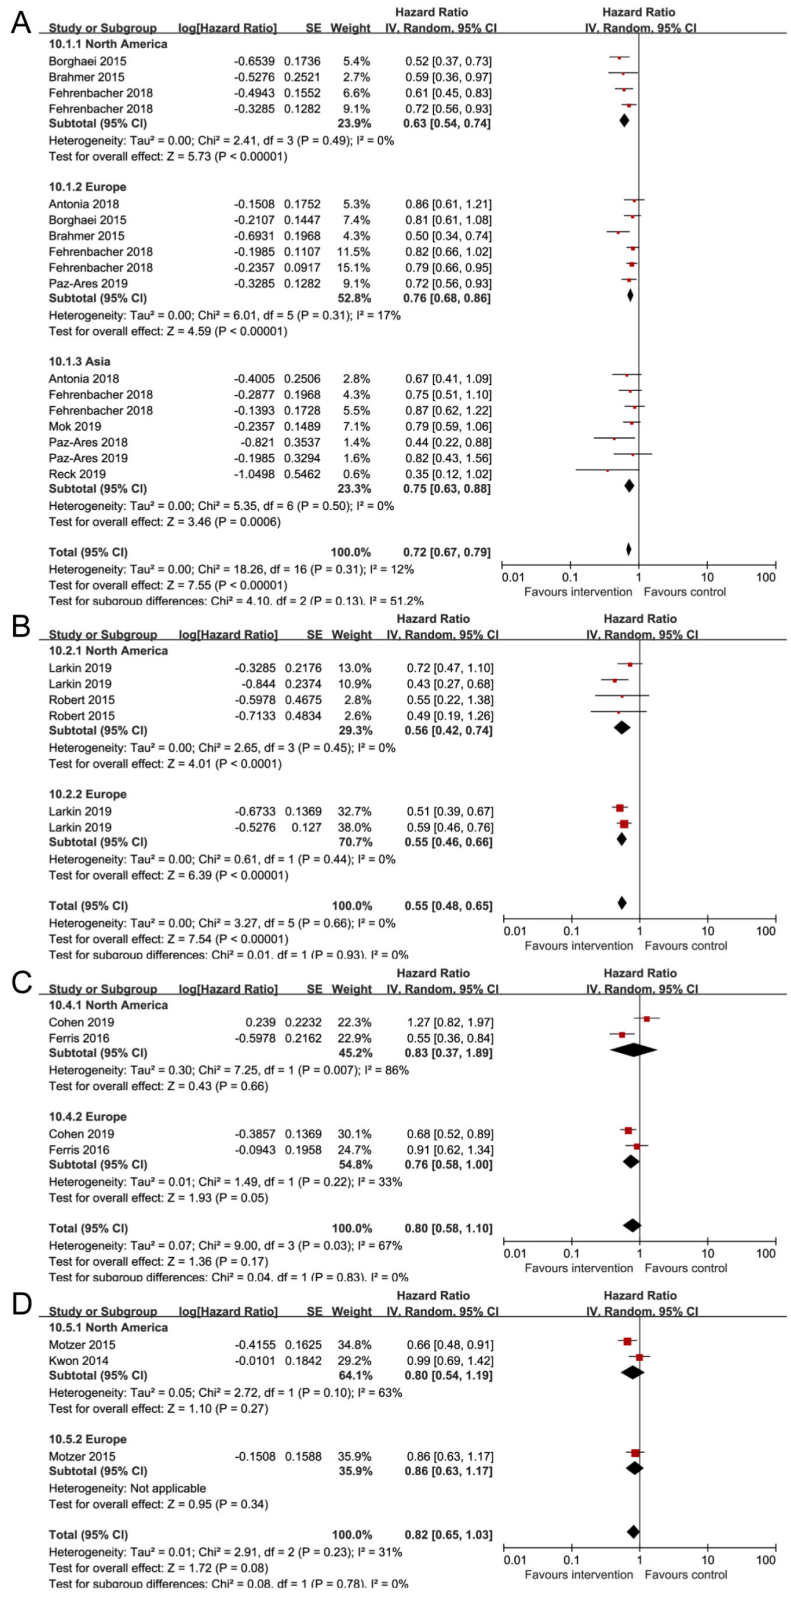 A
Hazard Ratio Hazard Ratio
Study or Subgroup log[Hazard Ratio] SE Weight IV, Random, 95% CI IV, Random, 95% CI
10.1.1 North America
Borghaei 2015 -0.6539 0.1736 5.4% 0.52 [0.37, 0.73]
Brahmer 2015 -0.5276 0.2521 2.7% 0.59 [0.36, 0.97]
Fehrenbacher 2018 -0.4943 0.1552 6.6% 0.61 [0.45, 0.83]
Fehrenbacher 2018 -0.3285 0.1282 9.1% 0.72 [0.56, 0.93]
Subtotal (95% CI) 23.9% 0.63 [0.54, 0.74]
Heterogeneity: Tau² = 0.00; Chi² = 2.41, df = 3 (P = 0.49); I² = 0%
Test for overall effect: Z = 5.73 (P < 0.00001)
10.1.2 Europe
Antonia 2018 -0.1508 0.1752 5.3% 0.86 [0.61, 1.21]
Borghaei 2015 -0.2107 0.1447 7.4% 0.81 [0.61, 1.08]
Brahmer 2015 -0.6931 0.1968 4.3% 0.50 [0.34, 0.74]
Fehrenbacher 2018 -0.1985 0.1107 11.5% 0.82 [0.66, 1.02]
Fehrenbacher 2018 -0.2357 0.0917 15.1% 0.79 [0.66, 0.95]
Paz-Ares 2019 -0.3285 0.1282 9.1% 0.72 [0.56, 0.93]
Subtotal (95% CI) 52.8% 0.76 [0.68, 0.86]
Heterogeneity: Tau² = 0.00; Chi² = 6.01, df = 5 (P = 0.31); I² = 17%
Test for overall effect: Z = 4.59 (P < 0.00001)
10.1.3 Asia
Antonia 2018 -0.4005 0.2506 2.8% 0.67 [0.41, 1.09]
Fehrenbacher 2018 -0.2877 0.1968 4.3% 0.75 [0.51, 1.10]
Fehrenbacher 2018 -0.1393 0.1728 5.5% 0.87 [0.62, 1.22]
Mok 2019 -0.2357 0.1489 7.1% 0.79 [0.59, 1.06]
Paz-Ares 2018 -0.821 0.3537 1.4% 0.44 [0.22, 0.88]
Paz-Ares 2019 -0.1985 0.3294 1.6% 0.82 [0.43, 1.56]
Reck 2019 -1.0498 0.5462 0.6% 0.35 [0.12, 1.02]
Subtotal (95% CI) 23.3% 0.75 [0.63, 0.88]
Heterogeneity: Tau² = 0.00; Chi² = 5.35, df = 6 (P = 0.50); I² = 0%
Test for overall effect: Z = 3.46 (P = 0.0006)
Total (95% CI) 100.0% 0.72 [0.67, 0.79]
Heterogeneity: Tau² = 0.00; Chi² = 18.26, df = 16 (P = 0.31); I² = 12%
Test for overall effect: Z = 7.55 (P < 0.00001)
Test for subgroup differences: Chi² = 4.10, df = 2 (P = 0.13), I² = 51.2%
0.01 0.1 1 10 100
Favours intervention Favours control
B
Hazard Ratio Hazard Ratio
Study or Subgroup log[Hazard Ratio] SE Weight IV, Random, 95% CI IV, Random, 95% CI
10.2.1 North America
Larkin 2019 -0.3285 0.2176 13.0% 0.72 [0.47, 1.10]
Larkin 2019 -0.844 0.2374 10.9% 0.43 [0.27, 0.68]
Robert 2015 -0.5978 0.4675 2.8% 0.55 [0.22, 1.38]
Robert 2015 -0.7133 0.4834 2.6% 0.49 [0.19, 1.26]
Subtotal (95% CI) 29.3% 0.56 [0.42, 0.74]
Heterogeneity: Tau² = 0.00; Chi² = 2.65, df = 3 (P = 0.45); I² = 0%
Test for overall effect: Z = 4.01 (P < 0.0001)
10.2.2 Europe
Larkin 2019 -0.6733 0.1369 32.7% 0.51 [0.39, 0.67]
Larkin 2019 -0.5276 0.127 38.0% 0.59 [0.46, 0.76]
Subtotal (95% CI) 70.7% 0.55 [0.46, 0.66]
Heterogeneity: Tau² = 0.00; Chi² = 0.61, df = 1 (P = 0.44); I² = 0%
Test for overall effect: Z = 6.39 (P < 0.00001)
Total (95% CI) 100.0% 0.55 [0.48, 0.65]
Heterogeneity: Tau² = 0.00; Chi² = 3.27, df = 5 (P = 0.66); I² = 0%
Test for overall effect: Z = 7.54 (P < 0.00001)
Test for subgroup differences: Chi² = 0.01, df = 1 (P = 0.93), I² = 0%
0.01 0.1 1 10 100
Favours intervention Favours control
C
Hazard Ratio Hazard Ratio
Study or Subgroup log[Hazard Ratio] SE Weight IV, Random, 95% CI IV, Random, 95% CI
10.4.1 North America
Cohen 2019 0.239 0.2232 22.3% 1.27 [0.82, 1.97]
Ferris 2016 -0.5978 0.2162 22.9% 0.55 [0.36, 0.84]
Subtotal (95% CI) 45.2% 0.83 [0.37, 1.89]
Heterogeneity: Tau² = 0.30; Chi² = 7.25, df = 1 (P = 0.007); I² = 86%
Test for overall effect: Z = 0.43 (P = 0.66)
10.4.2 Europe
Cohen 2019 -0.3857 0.1369 30.1% 0.68 [0.52, 0.89]
Ferris 2016 -0.0943 0.1958 24.7% 0.91 [0.62, 1.34]
Subtotal (95% CI) 54.8% 0.76 [0.58, 1.00]
Heterogeneity: Tau² = 0.01; Chi² = 1.49, df = 1 (P = 0.22); I² = 33%
Test for overall effect: Z = 1.93 (P = 0.05)
Total (95% CI) 100.0% 0.80 [0.58, 1.10]
Heterogeneity: Tau² = 0.07; Chi² = 9.00, df = 3 (P = 0.03); I² = 67%
Test for overall effect: Z = 1.36 (P = 0.17)
Test for subgroup differences: Chi² = 0.04, df = 1 (P = 0.83), I² = 0%
0.01 0.1 1 10 100
Favours intervention Favours control
D
Hazard Ratio Hazard Ratio
Study or Subgroup log[Hazard Ratio] SE Weight IV, Random, 95% CI IV, Random, 95% CI
10.5.1 North America
Motzer 2015 -0.4155 0.1625 34.8% 0.66 [0.48, 0.91]
Kwon 2014 -0.0101 0.1842 29.2% 0.99 [0.69, 1.42]
Subtotal (95% CI) 64.1% 0.80 [0.54, 1.19]
Heterogeneity: Tau² = 0.05; Chi² = 2.72, df = 1 (P = 0.10); I² = 63%
Test for overall effect: Z = 1.10 (P = 0.27)
10.5.2 Europe
Motzer 2015 -0.1508 0.1588 35.9% 0.86 [0.63, 1.17]
Subtotal (95% CI) 35.9% 0.86 [0.63, 1.17]
Heterogeneity: Not applicable
Test for overall effect: Z = 0.95 (P = 0.34)
Total (95% CI) 100.0% 0.82 [0.65, 1.03]
Heterogeneity: Tau² = 0.01; Chi² = 2.91, df = 2 (P = 0.23); I² = 31%
Test for overall effect: Z = 1.72 (P = 0.08)
Test for subgroup differences: Chi² = 0.08, df = 1 (P = 0.78), I² = 0%
0.01 0.1 1 10 100
Favours intervention Favours control